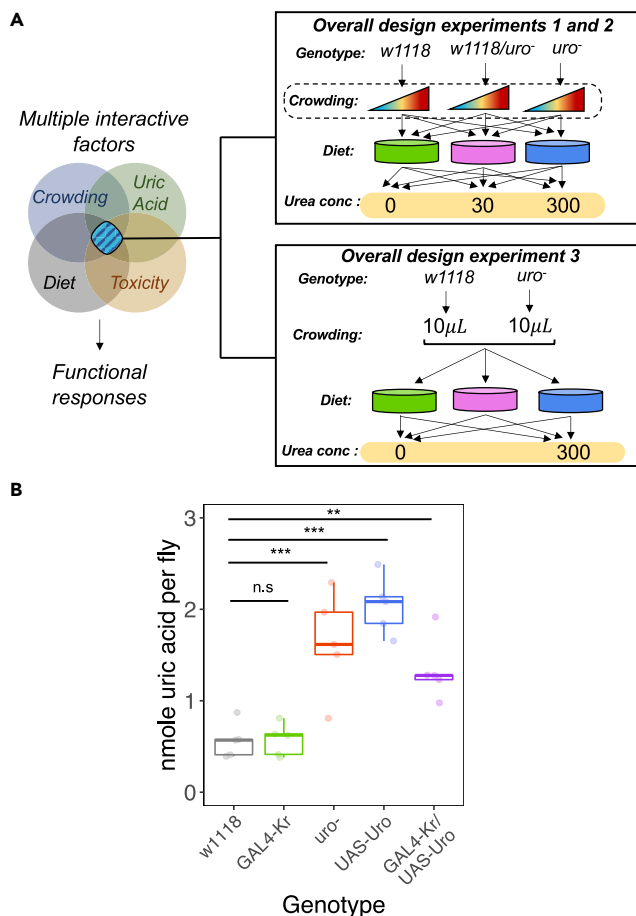 A
Multiple interactive
factors
Crowding
Uric
Acid
Diet
Toxicity
Functional
responses
Overall design experiments 1 and 2
Genotype: w1118 w1118/uro- uro-
Crowding:
Diet:
Urea conc : 0 30 300
Overall design experiment 3
Genotype: w1118 uro-
Crowding: 10μL 10μL
Diet:
Urea conc : 0 300
B
**
***
***
n.s
3
2
1
0
nmole uric acid per fly
w1118
GAL4-Kr
uro-
UAS-Uro
GAL4-Kr/
UAS-Uro
Genotype